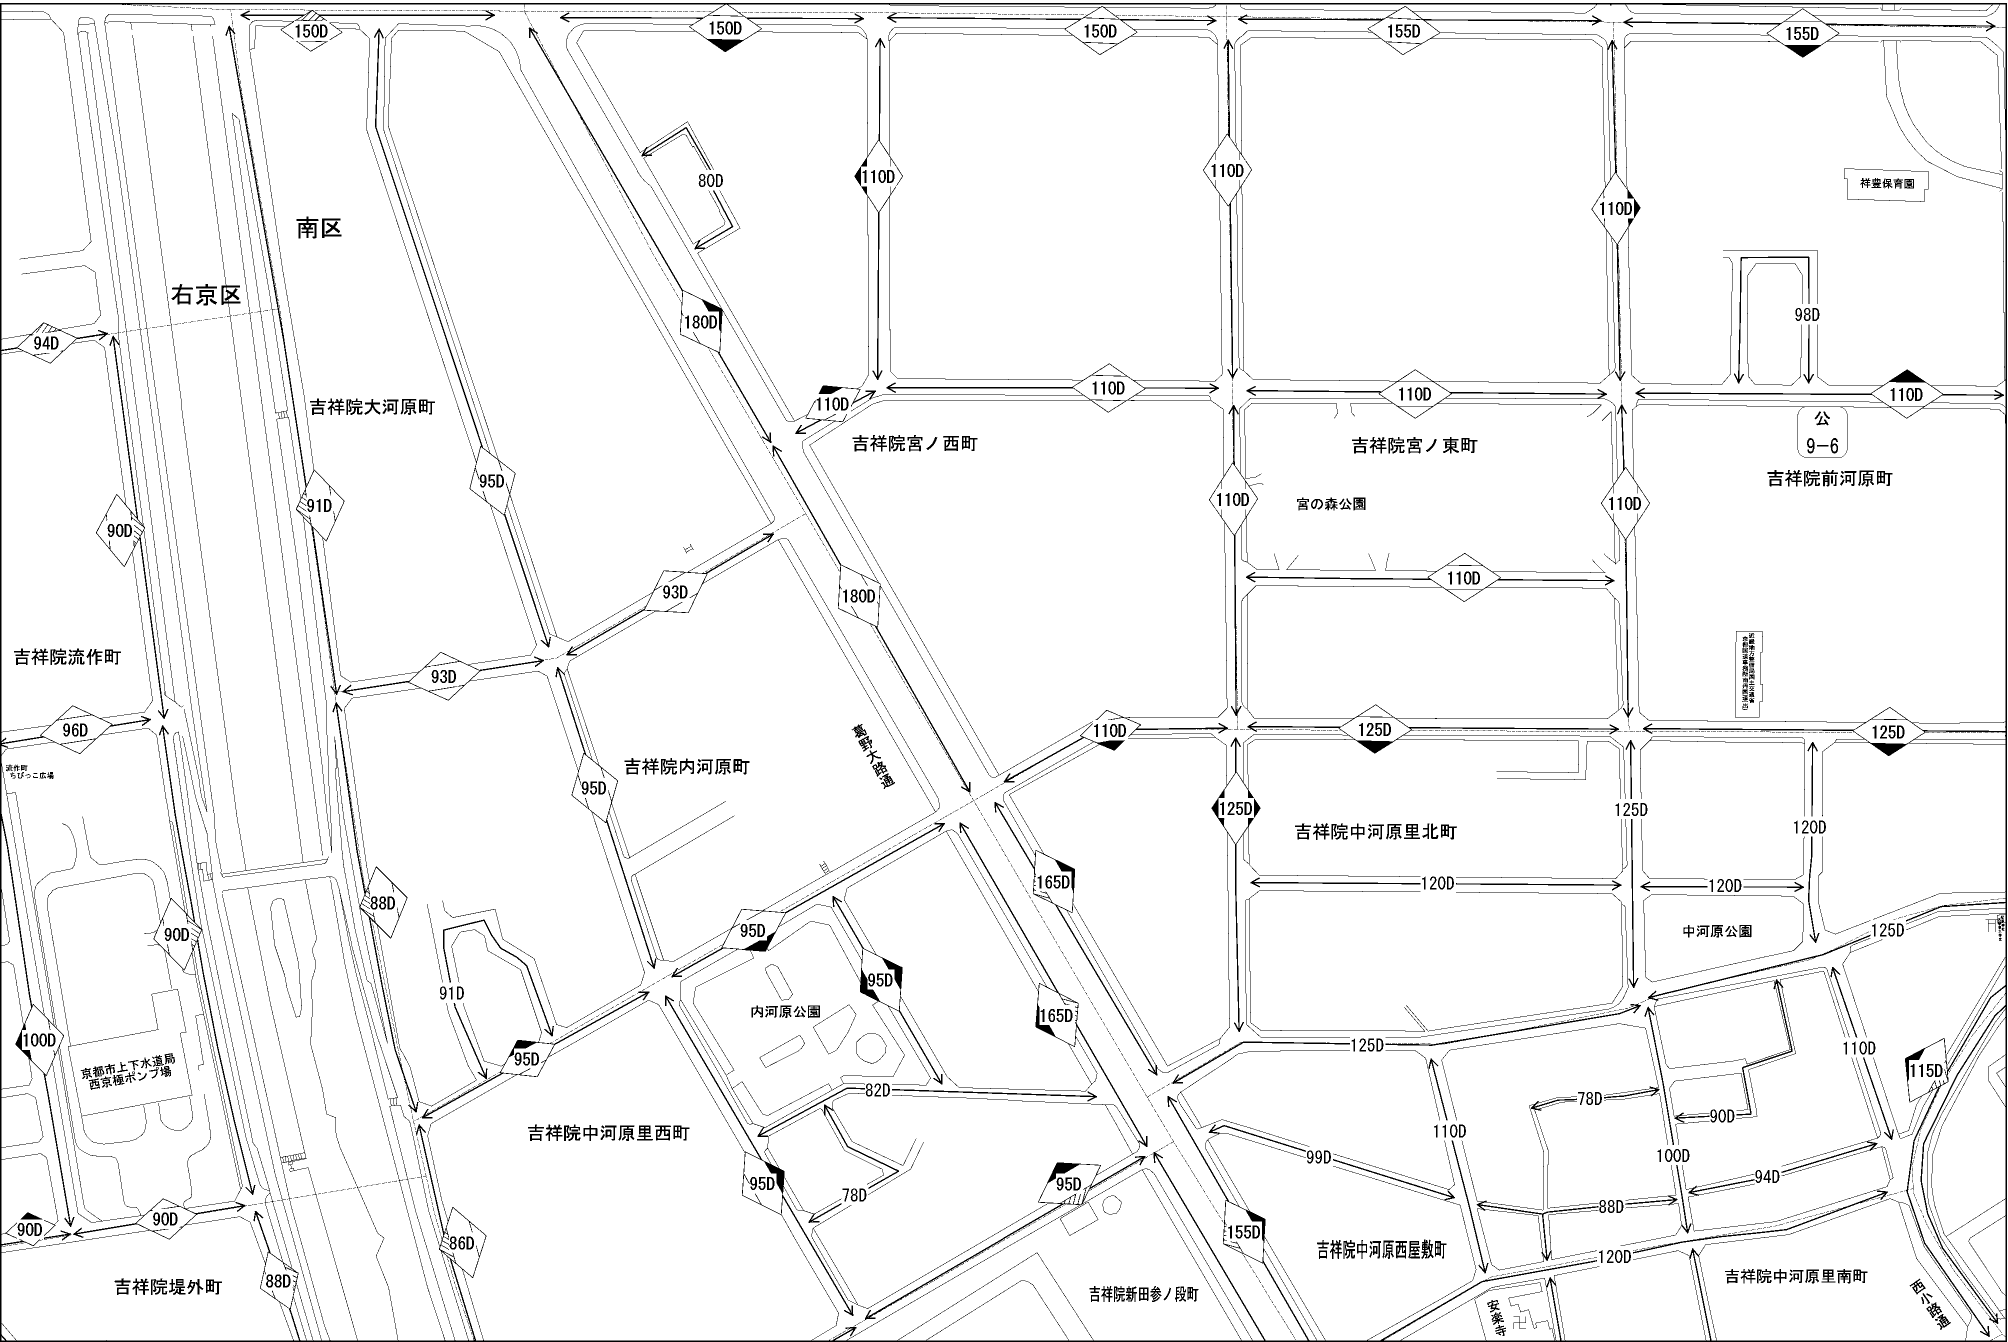 150D
150D
150D
155D
155D
80D
110D
110D
110D
祥豊保育園
南区
右京区
98D
180D
94D
110D
110D
110D
110D
吉祥院大河原町
公
9-6
吉祥院宮ノ西町
吉祥院宮ノ東町
吉祥院前河原町
95D
91D
110D
宮の森公園
110D
90D
110D
93D
180D
吉祥院流作町
93D
96D
110D
125D
125D
葛野大路通
流作町
ちびっこ広場
吉祥院内河原町
95D
125D
125D
120D
吉祥院中河原里北町
165D
120D
120D
88D
90D
95D
中河原公園
125D
95D
91D
内河原公園
165D
100D
125D
110D
95D
京都市上下水道局
西京極ポンプ場
115D
82D
78D
90D
吉祥院中河原里西町
110D
99D
100D
94D
95D
95D
78D
88D
90D
90D
155D
86D
吉祥院中河原西屋敷町
120D
88D
吉祥院堤外町
吉祥院新田参ノ段町
吉祥院中河原里南町
安楽寺
西小路通